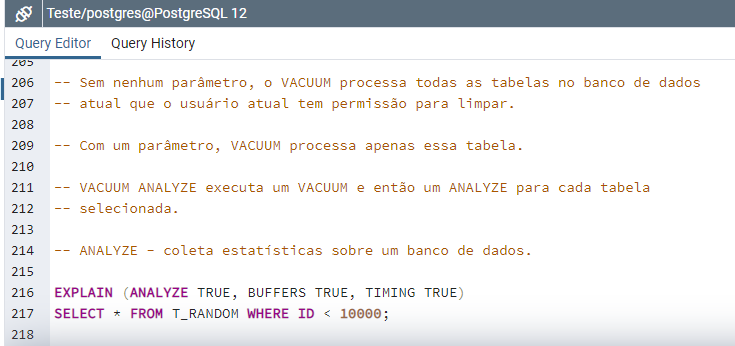 Teste/postgres@PostgreSQL 12
Query Editor Query History
205
206 -- Sem nenhum parâmetro, o VACUUM processa todas as tabelas no banco de dados
207 -- atual que o usuário atual tem permissão para limpar.
208
209 -- Com um parâmetro, VACUUM processa apenas essa tabela.
210
211 -- VACUUM ANALYZE executa um VACUUM e então um ANALYZE para cada tabela
212 -- selecionada.
213
214 -- ANALYZE - coleta estatísticas sobre um banco de dados.
215
216 EXPLAIN (ANALYZE TRUE, BUFFERS TRUE, TIMING TRUE)
217 SELECT * FROM T_RANDOM WHERE ID < 10000;
218